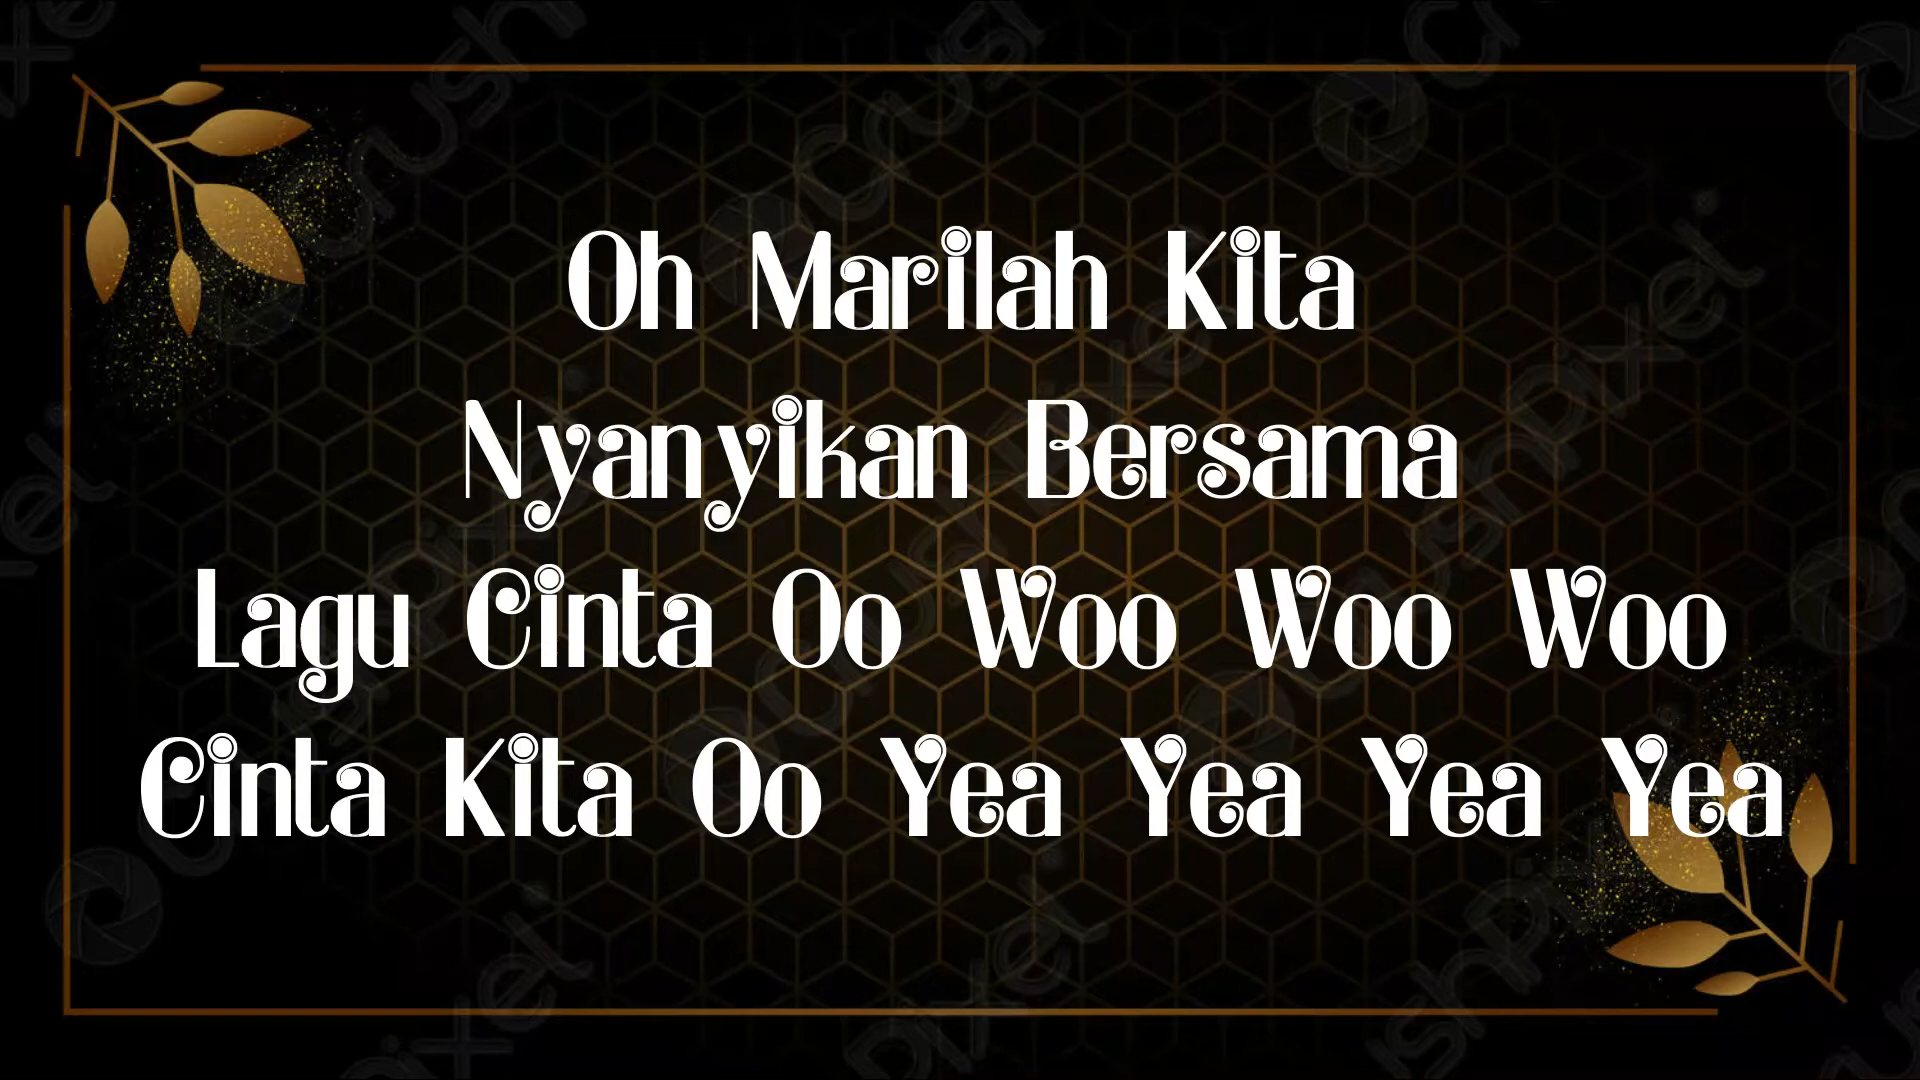 Oh Marilah Kita
Nyanyikan Bersama
Lagu Cinta Oo Woo Woo Woo
Cinta Kita Oo Yea Yea Yea Yea